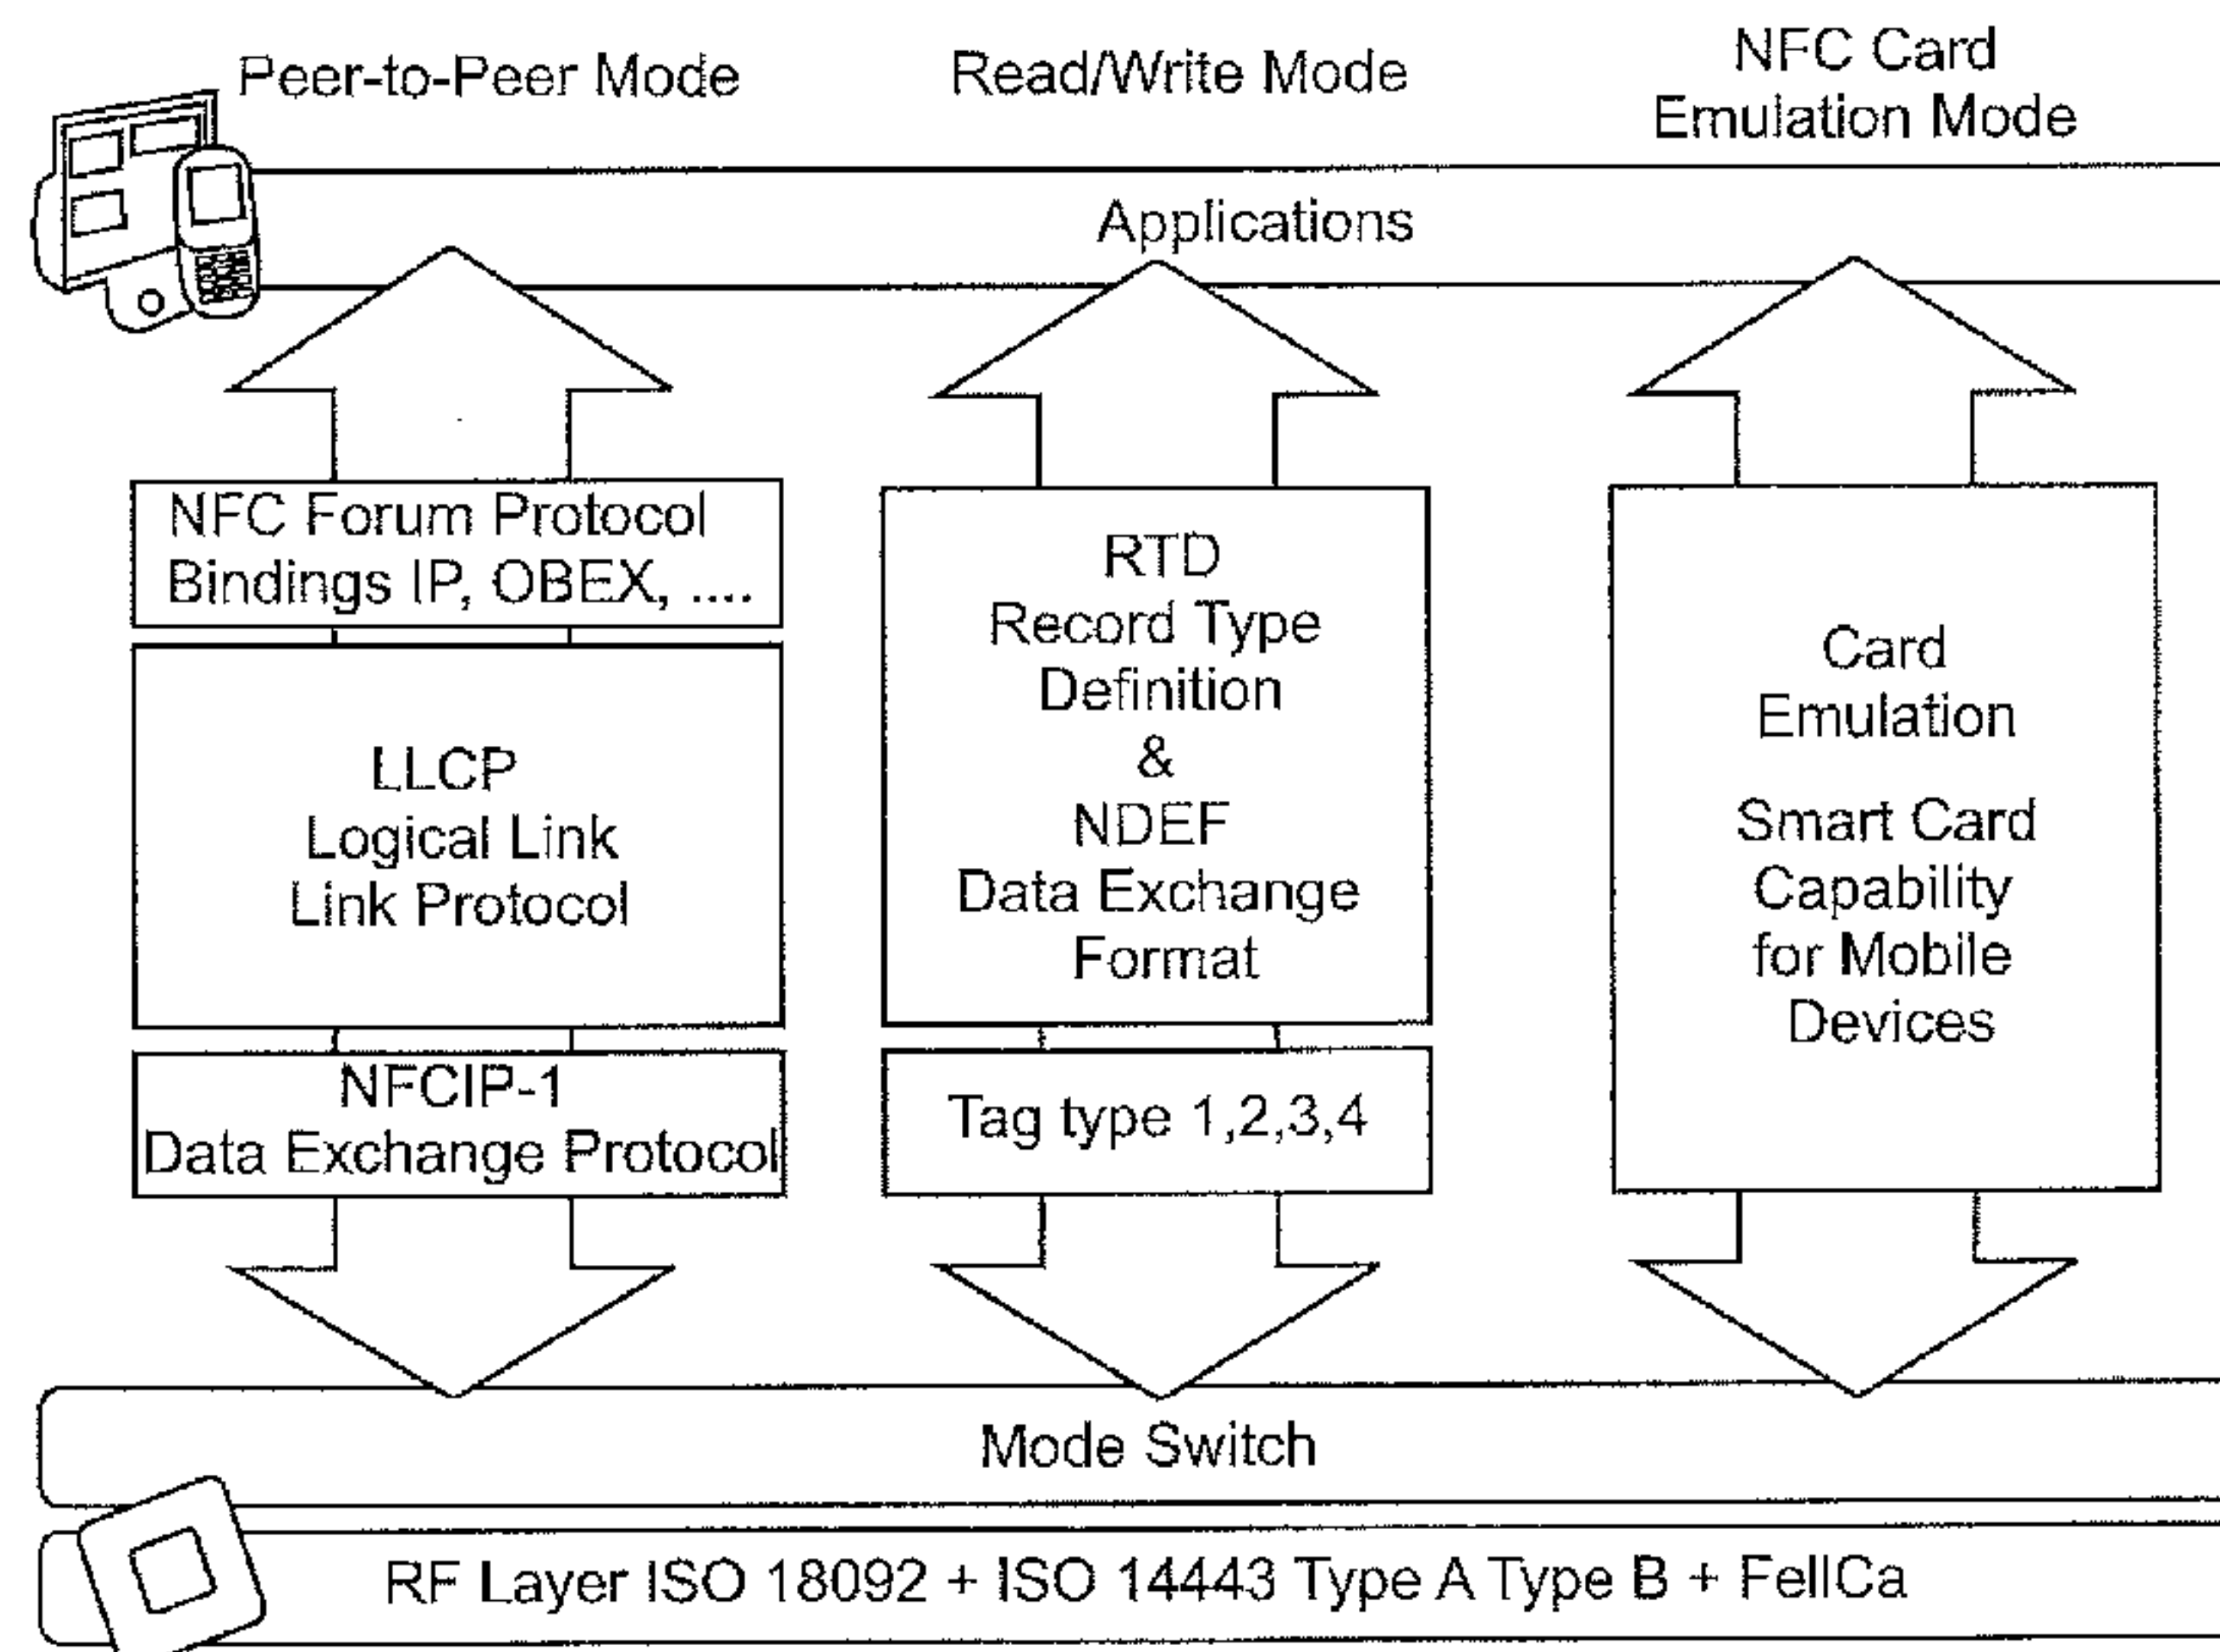 Peer-to-Peer Mode
Read/Write Mode
NFC Card
Emulation Mode
Applications
NFC Forum Protocol
Bindings IP, OBEX, ....
LLCP
Logical Link
Link Protocol
NFCIP-1
Data Exchange Protocol
RTD
Record Type
Definition
&
NDEF
Data Exchange
Format
Tag type 1,2,3,4
Card
Emulation
Smart Card
Capability
for Mobile
Devices
Mode Switch
RF Layer ISO 18092 + ISO 14443 Type A Type B + FellCa